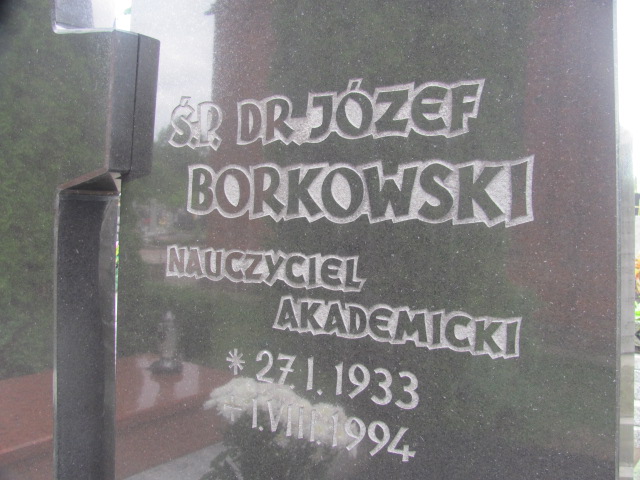 Ś.P. DR. JÓZEF
BORKOWSKI
NAUCZYCIEL
AKADEMICKI
* 27.I.1933
+ 1.VIII.1994